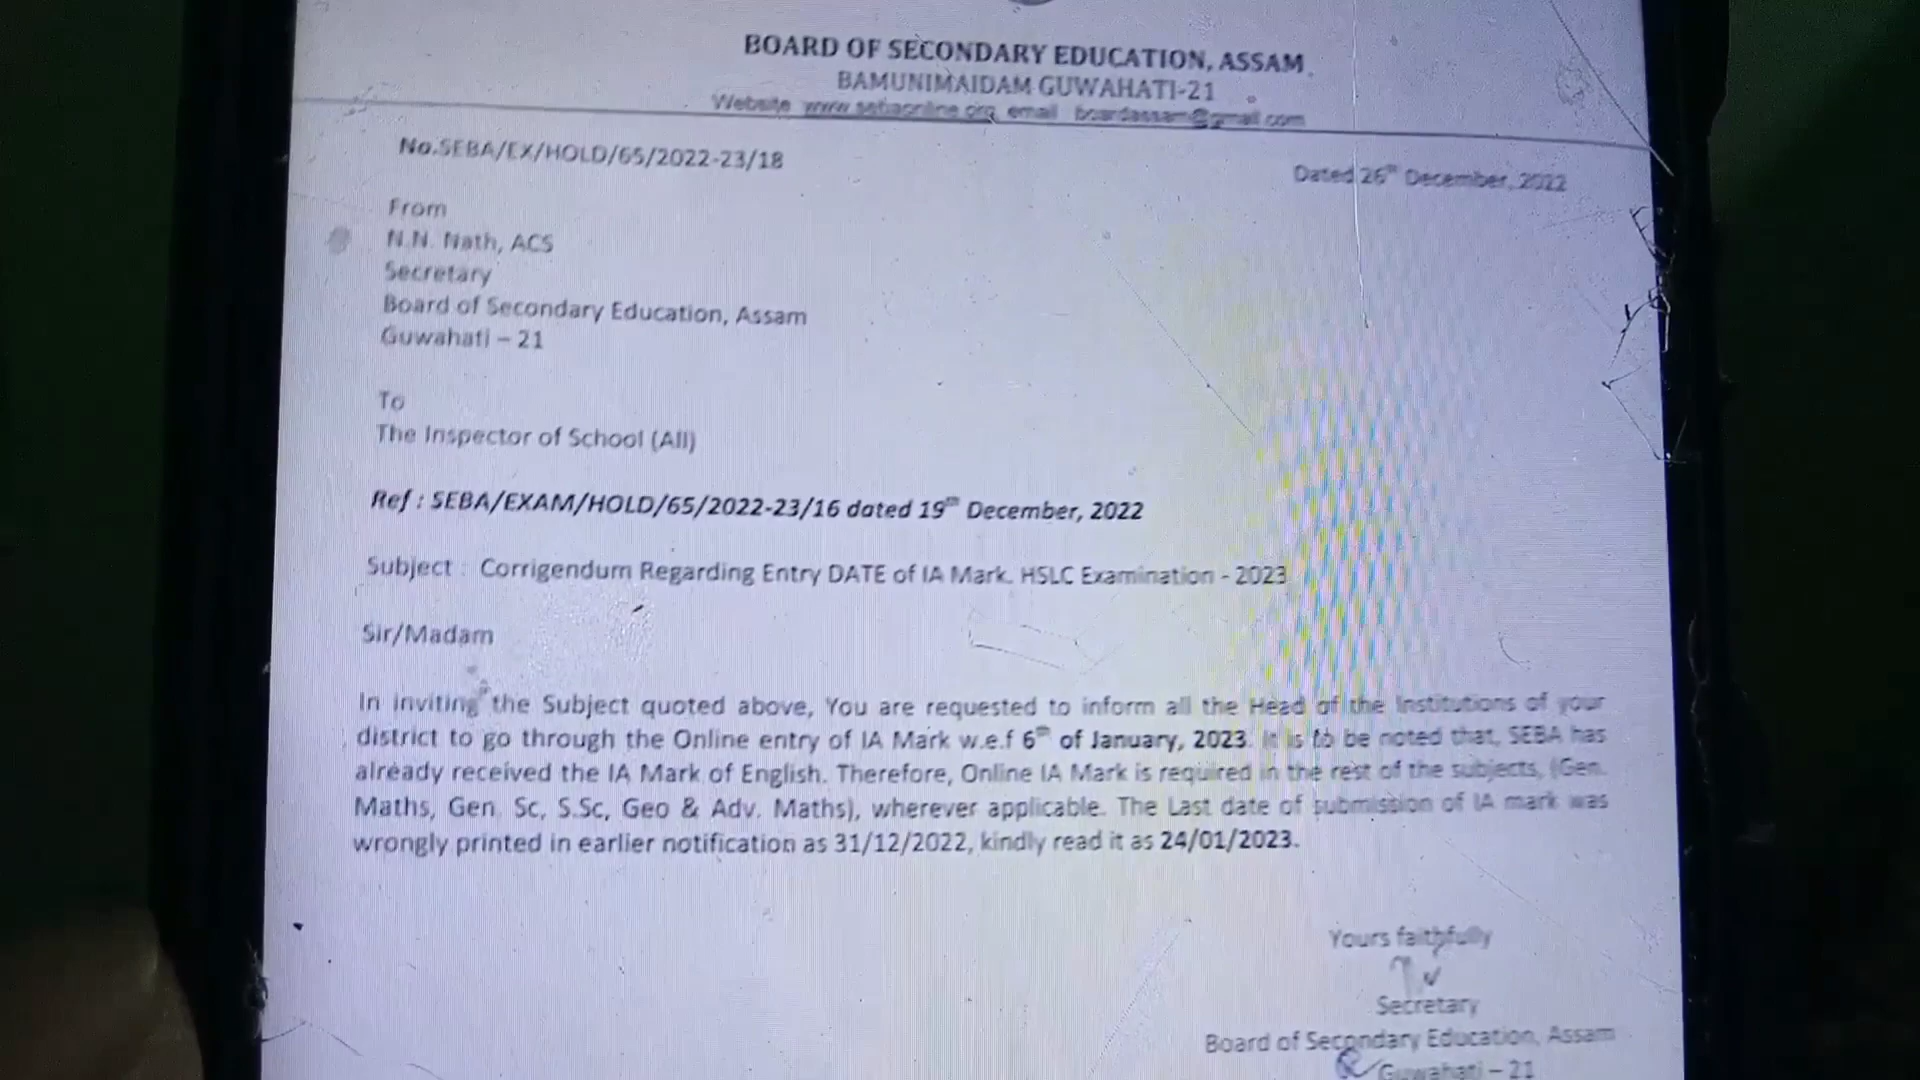 BOARD OF SECONDARY EDUCATION, ASSAM
BAMUNIMAIDAM GUWAHATI-21
Website www.sebaonline.org email boardassam@gmail.com
No.SEBA/EX/HOLD/65/2022-23/18
Dated 26th December, 2022
From
N.N. Nath, ACS
Secretary
Board of Secondary Education, Assam
Guwahati – 21
To
The Inspector of School (All)
Ref : SEBA/EXAM/HOLD/65/2022-23/16 dated 19th December, 2022
Subject : Corrigendum Regarding Entry DATE of IA Mark. HSLC Examination - 2023
Sir/Madam
In inviting the Subject quoted above, You are requested to inform all the Head of the Institutions of your
district to go through the Online entry of IA Mark w.e.f 6th of January, 2023. It is to be noted that, SEBA has
already received the IA Mark of English. Therefore, Online IA Mark is required in the rest of the subjects, (Gen.
Maths, Gen. Sc, S.Sc, Geo & Adv. Maths), wherever applicable. The Last date of submission of IA mark was
wrongly printed in earlier notification as 31/12/2022, kindly read it as 24/01/2023.
Yours faithfully
Secretary
Board of Secondary Education, Assam
Guwahati – 21